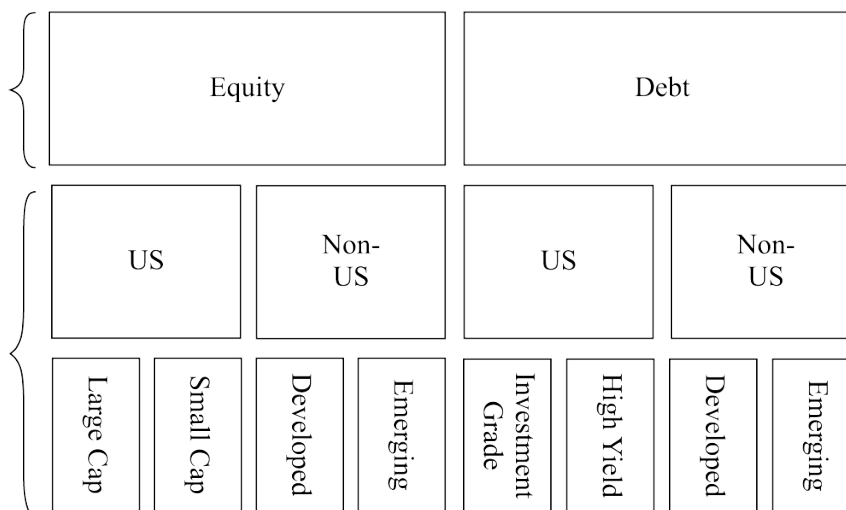 Equity
Debt
US
Non-
US
US
Non-
US
Large Cap
Small Cap
Developed
Emerging
Investment
Grade
High Yield
Developed
Emerging